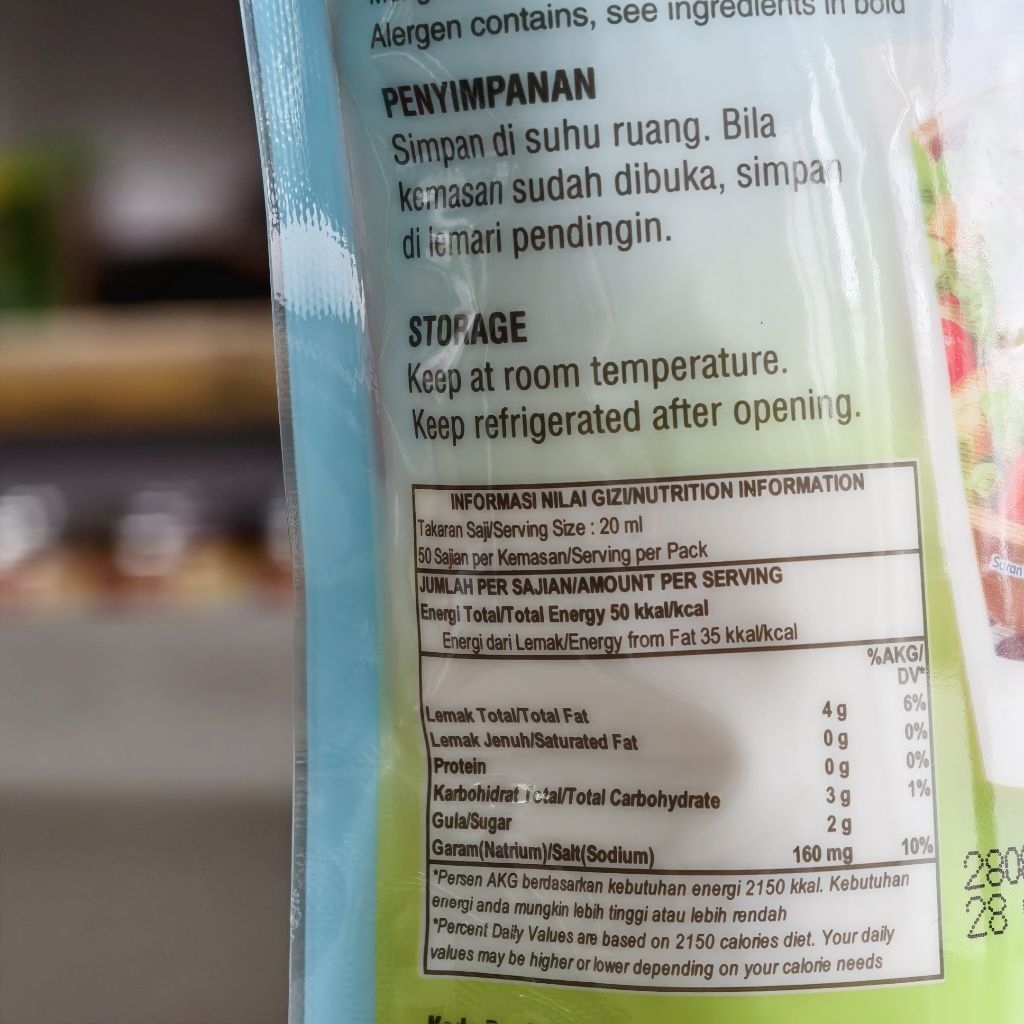 Alergen contains, see ingredients in bold
PENYIMPANAN
Simpan di suhu ruang. Bila
kemasan sudah dibuka, simpan
di lemari pendingin.
STORAGE
Keep at room temperature.
Keep refrigerated after opening.
INFORMASI NILAI GIZI/NUTRITION INFORMATION
Takaran Saji/Serving Size : 20 ml
50 Sajian per Kemasan/Serving per Pack
JUMLAH PER SAJIAN/AMOUNT PER SERVING
Energi Total/Total Energy 50 kkal/kcal
Energi dari Lemak/Energy from Fat 35 kkal/kcal
%AKG/
DV*
Lemak Total/Total Fat 4 g 6%
Lemak Jenuh/Saturated Fat 0 g 0%
Protein 0 g 0%
Karbohidrat Total/Total Carbohydrate 3 g 1%
Gula/Sugar 2 g
Garam(Natrium)/Salt(Sodium) 160 mg 10%
*Persen AKG berdasarkan kebutuhan energi 2150 kkal. Kebutuhan
energi anda mungkin lebih tinggi atau lebih rendah
*Percent Daily Values are based on 2150 calories diet. Your daily
values may be higher or lower depending on your calorie needs
280
28